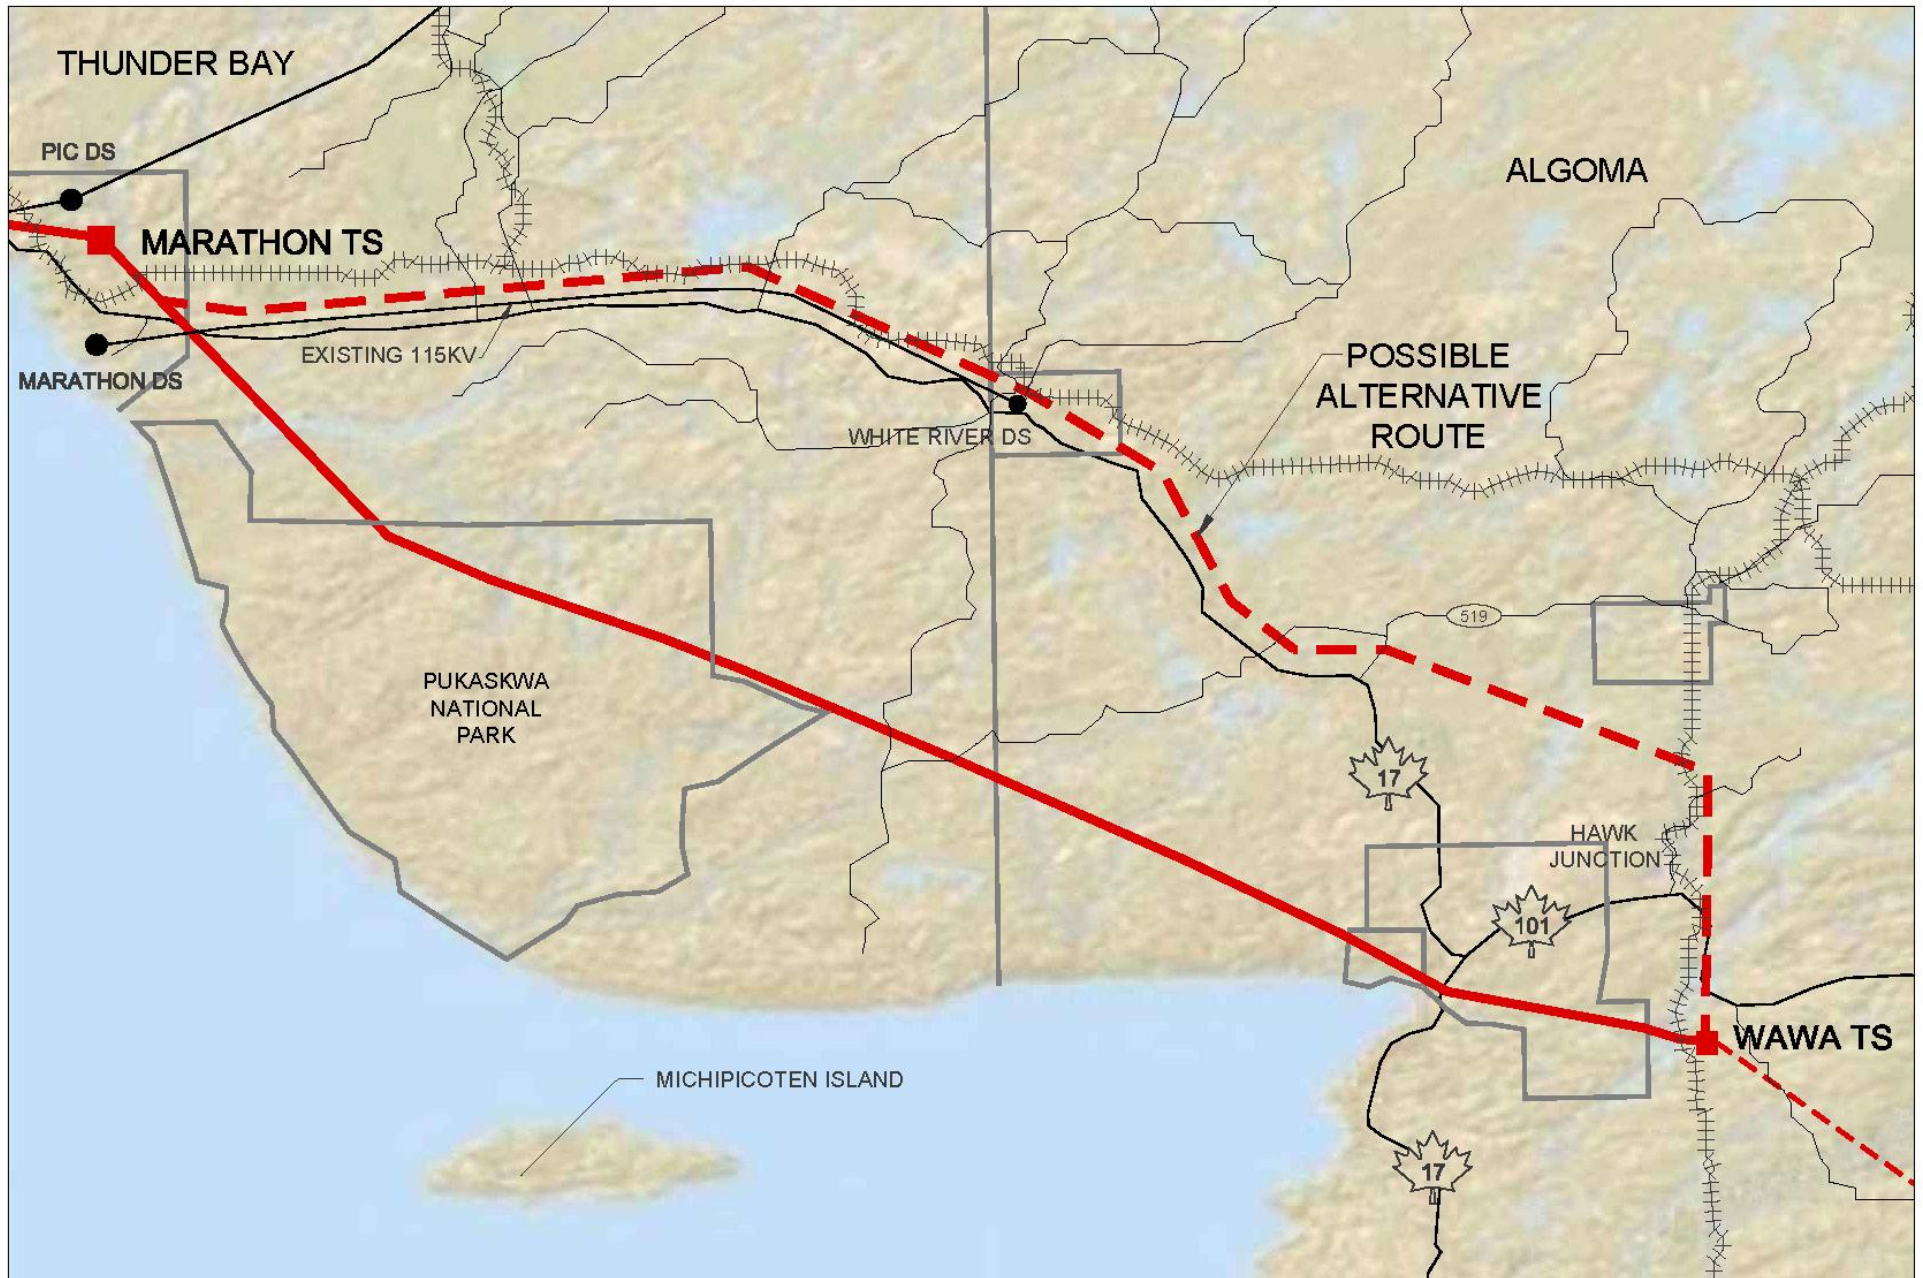 THUNDER BAY
PIC DS
ALGOMA
MARATHON TS
EXISTING 115KV
MARATHON DS
POSSIBLE
ALTERNATIVE
ROUTE
WHITE RIVER DS
519
PUKASKWA
NATIONAL
PARK
17
HAWK
JUNCTION
101
WAWA TS
MICHIPICOTEN ISLAND
17